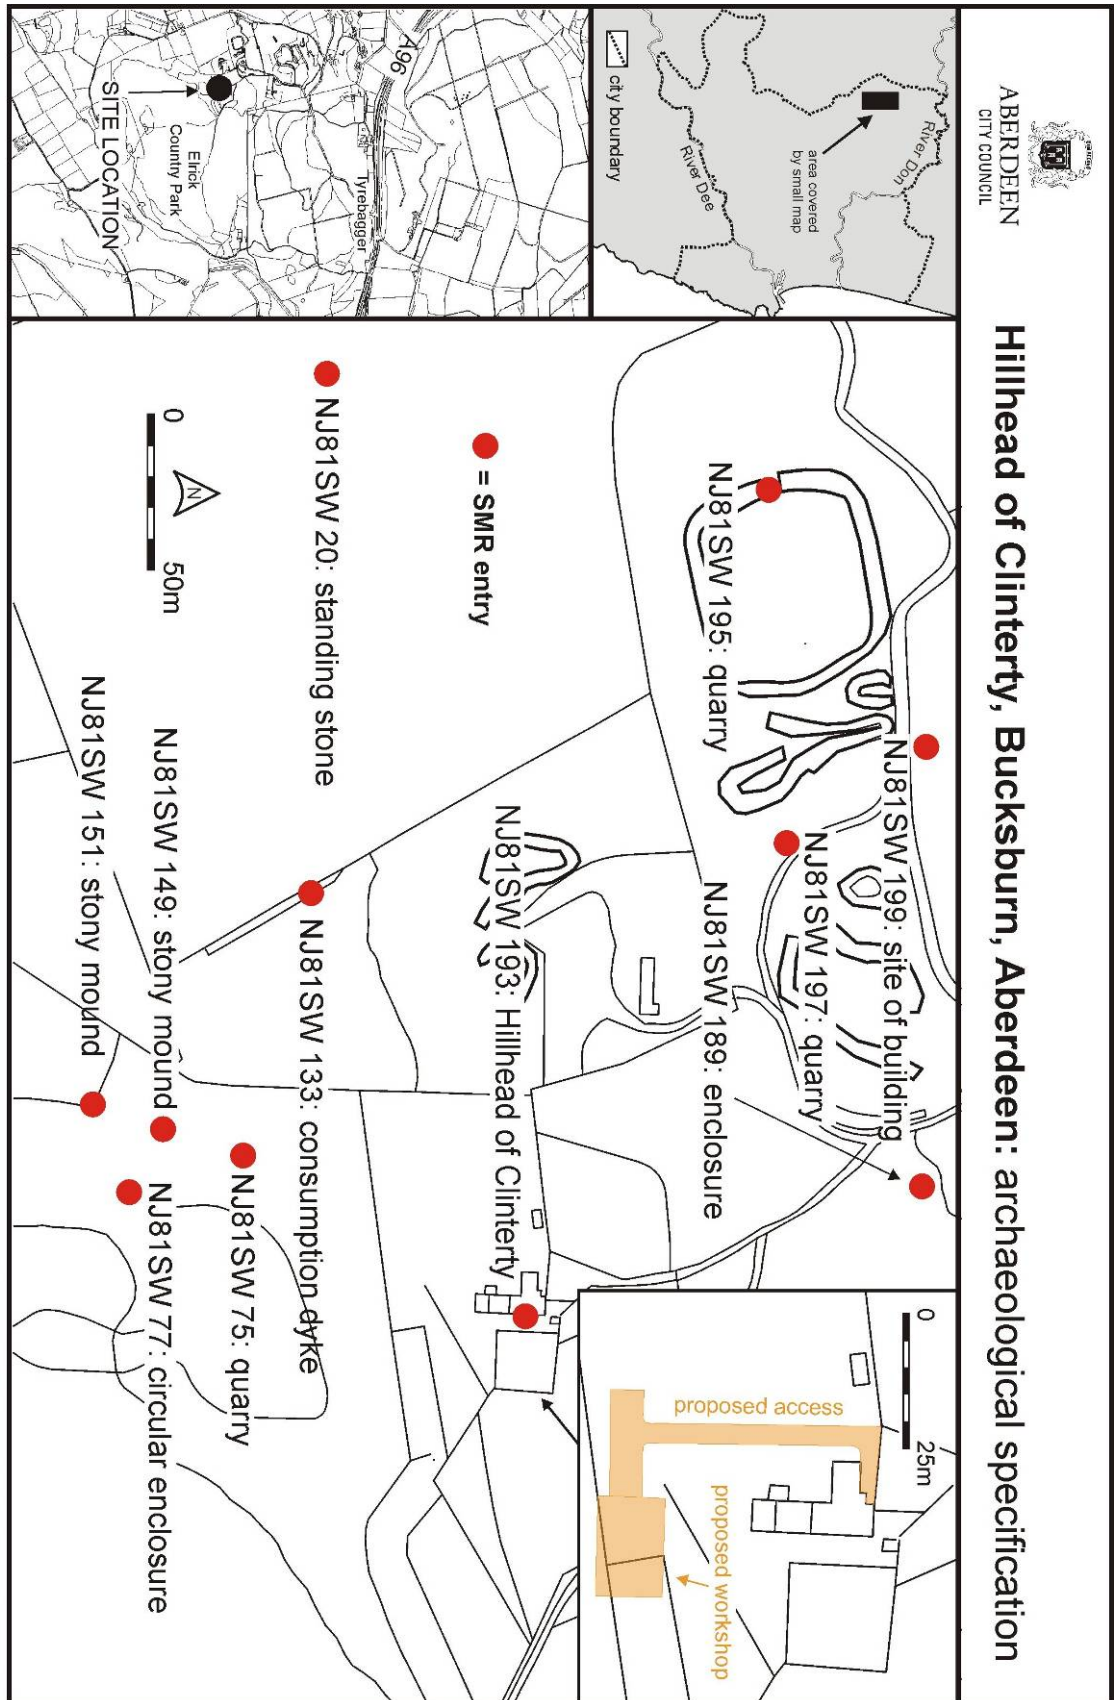 ABERDEEN
CITY COUNCIL
Hillhead of Clinterty, Bucksburn, Aberdeen: archaeological specification
River Don
area covered
by small map
River Dee
city boundary
A96
Tyrebagger
Elrick
Country Park
SITE LOCATION
NJ81SW 199: site of building
NJ81SW 197: quarry
NJ81SW 195: quarry
NJ81SW 189: enclosure
= SMR entry
NJ81SW 193: Hillhead of Clinterty
NJ81SW 20: standing stone
NJ81SW 133: consumption dyke
NJ81SW 75: quarry
NJ81SW 149: stony mound
NJ81SW 77: circular enclosure
NJ81SW 151: stony mound
N
0
50m
0
25m
proposed access
proposed workshop